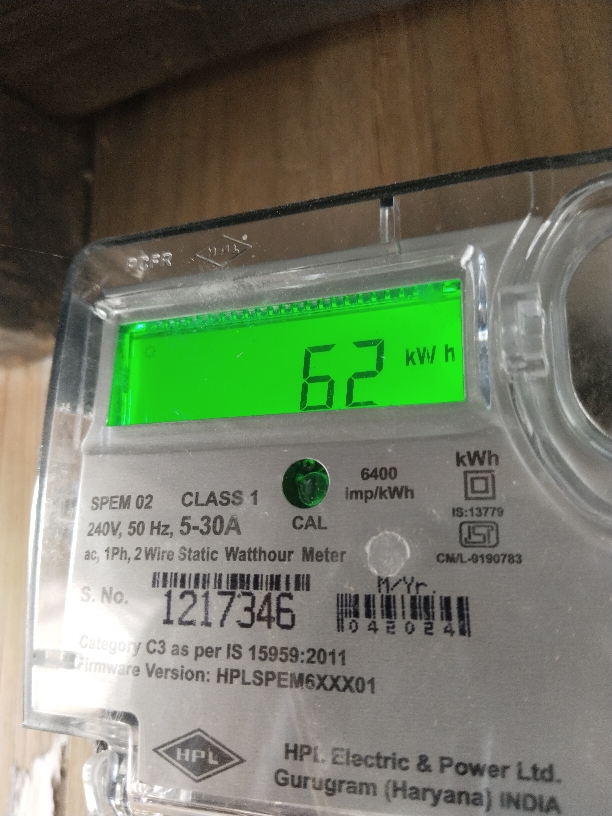 62 kW h
6400
imp/kWh
kWh
SPEM 02 CLASS 1
240V, 50 Hz, 5-30A
CAL
IS:13779
ISI
CM/L-9190783
ac, 1Ph, 2 Wire Static Watthour Meter
M/Yr.
S. No.
1217346
042024
Category C3 as per IS 15959:2011
Firmware Version: HPLSPEM6XXX01
HPL
HPL Electric & Power Ltd.
Gurugram (Haryana) INDIA